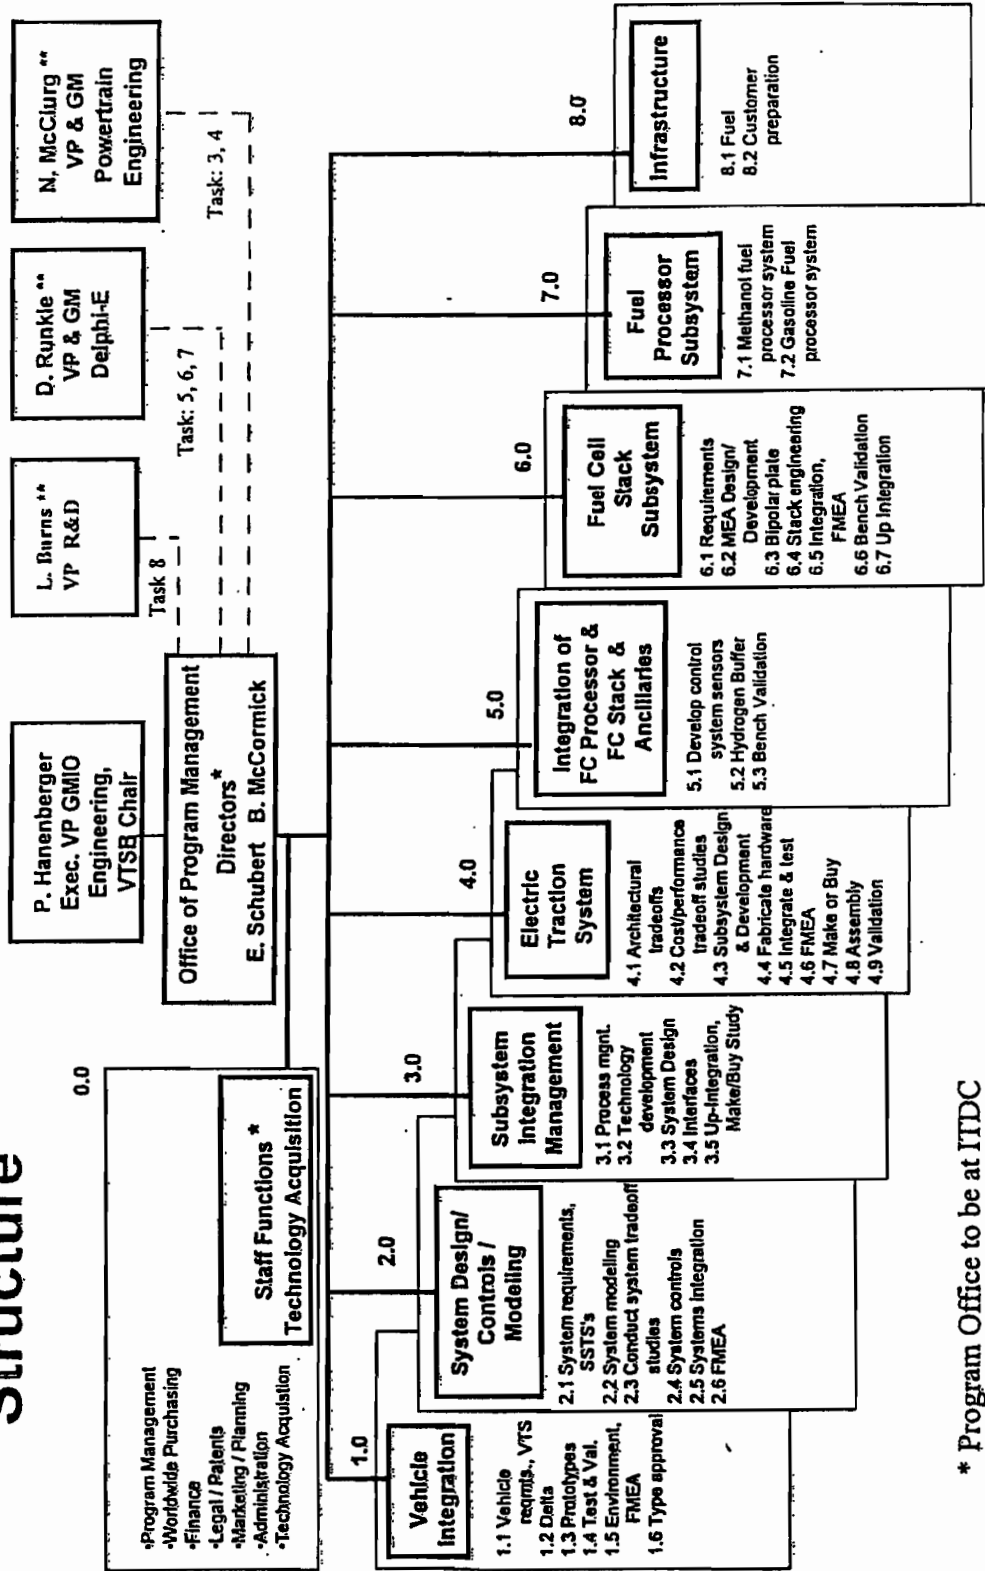 Structure
P. Hanenberger
Exec. VP GMIO
Engineering,
VTSB Chair
L. Burns **
VP R&D
D. Runkle **
VP & GM
Delphi-E
N, McClurg **
VP & GM
Powertrain
Engineering
Task 8
Task: 5, 6, 7
Task: 3, 4
Office of Program Management
Directors*
E. Schubert B. McCormick
0.0
•Program Management
•Worldwide Purchasing
•Finance
•Legal / Patents
•Marketing / Planning
•Administration
•Technology Acquistion
Staff Functions *
Technology Acquisition
1.0
Vehicle
Integration
1.1 Vehicle
reqmts., VTS
1.2 Delta
1.3 Prototypes
1.4 Test & Val.
1.5 Environment,
FMEA
1.6 Type approval
2.0
System Design/
Controls /
Modeling
2.1 System requirements,
SSTS's
2.2 System modeling
2.3 Conduct system tradeoff
studies
2.4 System controls
2.5 Systems integration
2.6 FMEA
3.0
Subsystem
Integration
Management
3.1 Process mgnt.
3.2 Technology
development
3.3 System Design
3.4 Interfaces
3.5 Up-Integration,
Make/Buy Study
4.0
Electric
Traction
System
4.1 Architectural
tradeoffs
4.2 Cost/performance
tradeoff studies
4.3 Subsystem Design
& Development
4.4 Fabricate hardware
4.5 Integrate & test
4.6 FMEA
4.7 Make or Buy
4.8 Assembly
4.9 Validation
5.0
Integration of
FC Processor &
FC Stack &
Ancillaries
5.1 Develop control
system sensors
5.2 Hydrogen Buffer
5.3 Bench Validation
6.0
Fuel Cell
Stack
Subsystem
6.1 Requirements
6.2 MEA Design/
Development
6.3 Bipolar plate
6.4 Stack engineering
6.5 Integration,
FMEA
6.6 Bench Validation
6.7 Up Integration
7.0
Fuel
Processor
Subsystem
7.1 Methanol fuel
processor system
7.2 Gasoline Fuel
processor system
8.0
Infrastructure
8.1 Fuel
8.2 Customer
preparation
* Program Office to be at ITDC